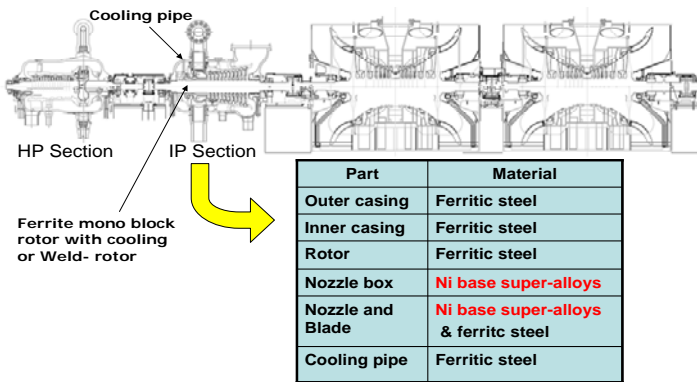 Cooling pipe
HP Section
IP Section
Ferrite mono block
rotor with cooling
or Weld- rotor
Part Material
Outer casing Ferritic steel
Inner casing Ferritic steel
Rotor Ferritic steel
Nozzle box Ni base super-alloys
Nozzle and Ni base super-alloys
Blade & ferritc steel
Cooling pipe Ferritic steel